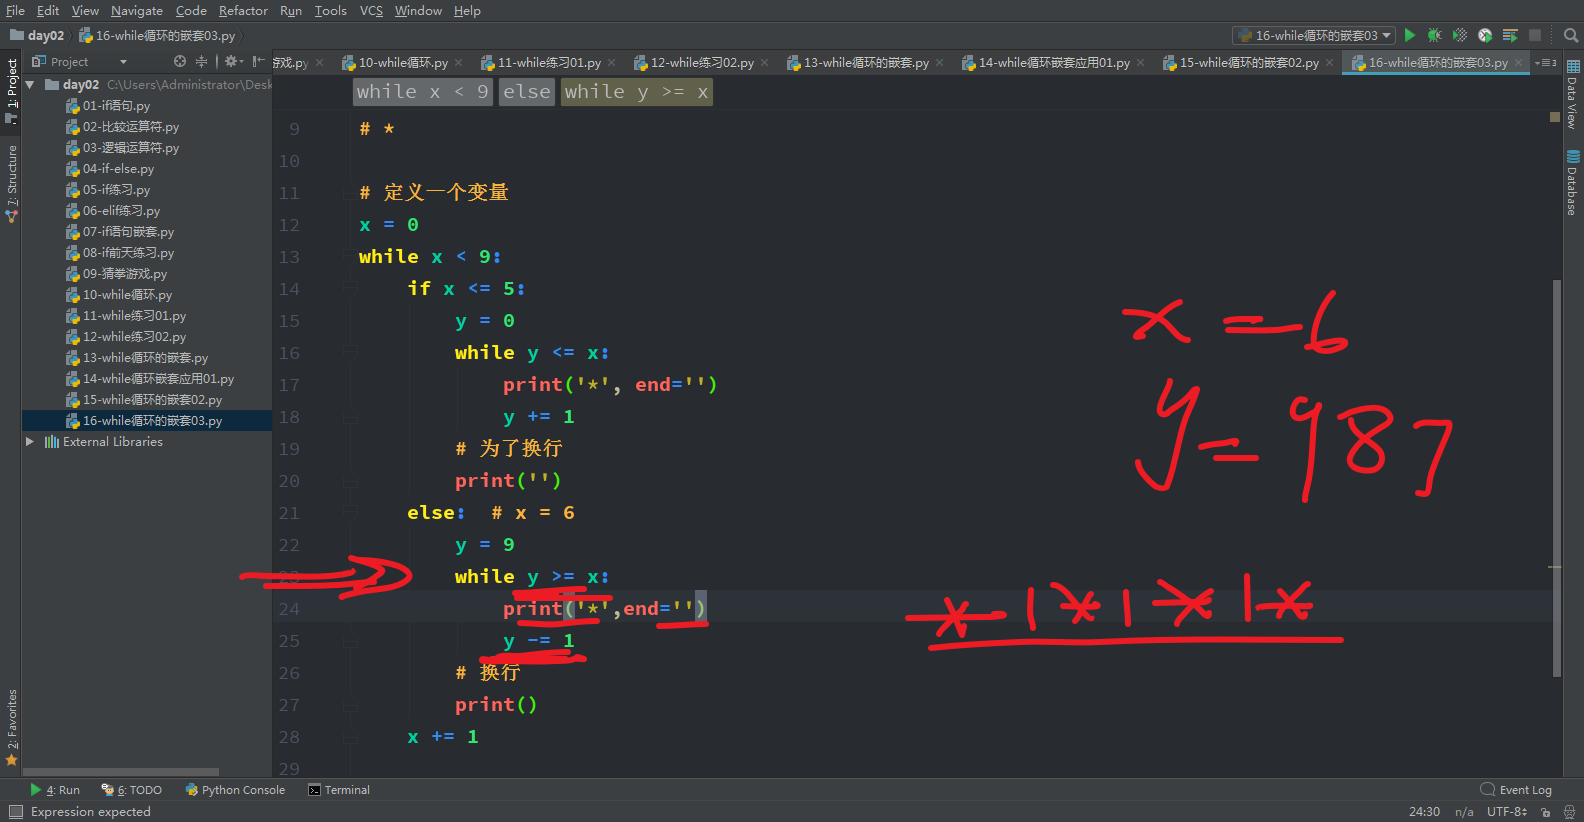 File Edit View Navigate Code Refactor Run Tools VCS Window Help
day02 16-while循环的嵌套03.py 16-while循环的嵌套03
Project 游戏.py 10-while循环.py 11-while练习01.py 12-while练习02.py 13-while循环的嵌套.py 14-while循环嵌套应用01.py 15-while循环的嵌套02.py 16-while循环的嵌套03.py
1: Project
7: Structure
2: Favorites
day02 C:\Users\Administrator\Desk
01-if语句.py
02-比较运算符.py
03-逻辑运算符.py
04-if-else.py
05-if练习.py
06-elif练习.py
07-if语句嵌套.py
08-if前天练习.py
09-猜拳游戏.py
10-while循环.py
11-while练习01.py
12-while练习02.py
13-while循环的嵌套.py
14-while循环嵌套应用01.py
15-while循环的嵌套02.py
16-while循环的嵌套03.py
External Libraries
while x < 9 else while y >= x
9 # *
10
11 # 定义一个变量
12 x = 0
13 while x < 9:
14 if x <= 5:
15 y = 0
16 while y <= x:
17 print('*', end='')
18 y += 1
19 # 为了换行
20 print('')
21 else: # x = 6
22 y = 9
23 while y >= x:
24 print('*',end='')
25 y -= 1
26 # 换行
27 print()
28 x += 1
29
x = 6
y = 9 8 7
* | * | * | *
Data View
Database
4: Run 6: TODO Python Console Terminal Event Log
Expression expected 24:30 n/a UTF-8